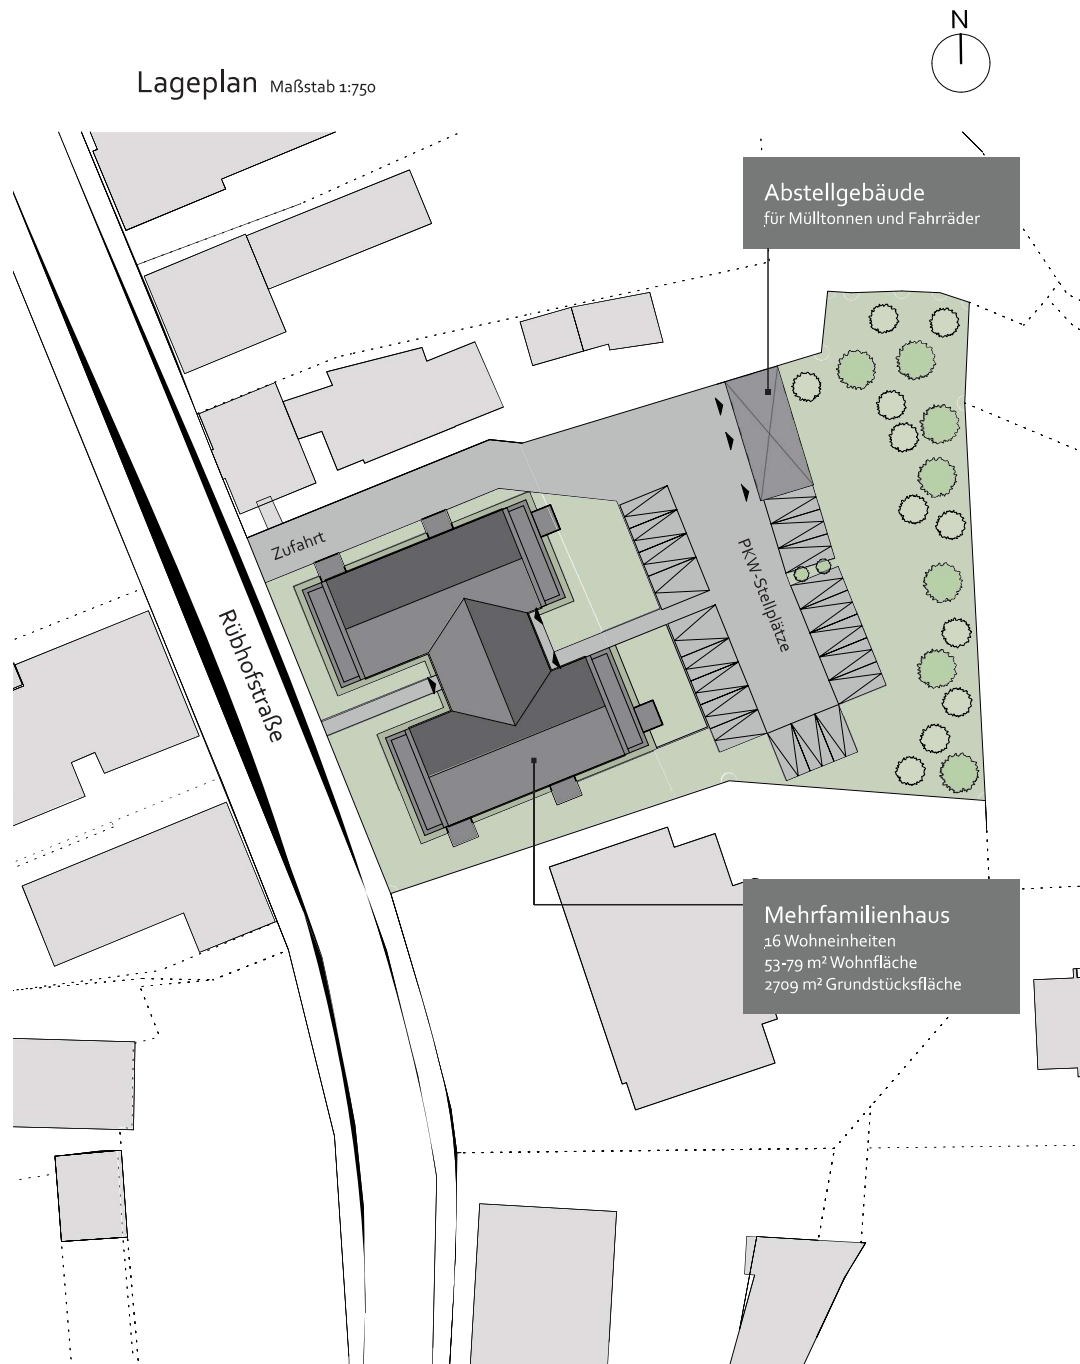 N
Lageplan Maßstab 1:750
Abstellgebäude
für Mülltonnen und Fahrräder
Zufahrt
PKW-Stellplätze
Rübhofstraße
Mehrfamilienhaus
16 Wohneinheiten
53-79 m² Wohnfläche
2709 m² Grundstücksfläche